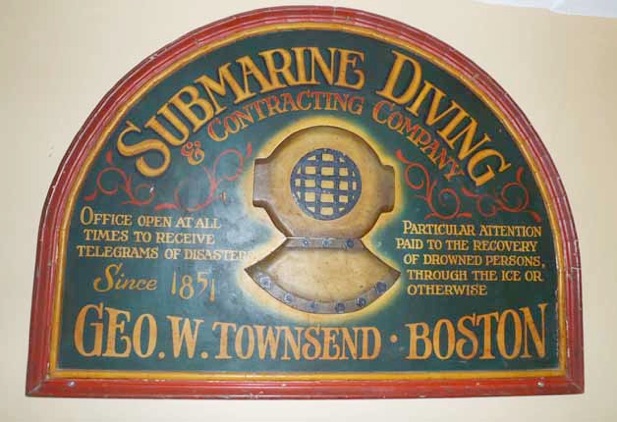 SUBMARINE DIVING
& CONTRACTING COMPANY
OFFICE OPEN AT ALL
TIMES TO RECEIVE
TELEGRAMS OF DISASTERS
Since 1851
PARTICULAR ATTENTION
PAID TO THE RECOVERY
OF DROWNED PERSONS,
THROUGH THE ICE OR
OTHERWISE
GEO. W. TOWNSEND · BOSTON